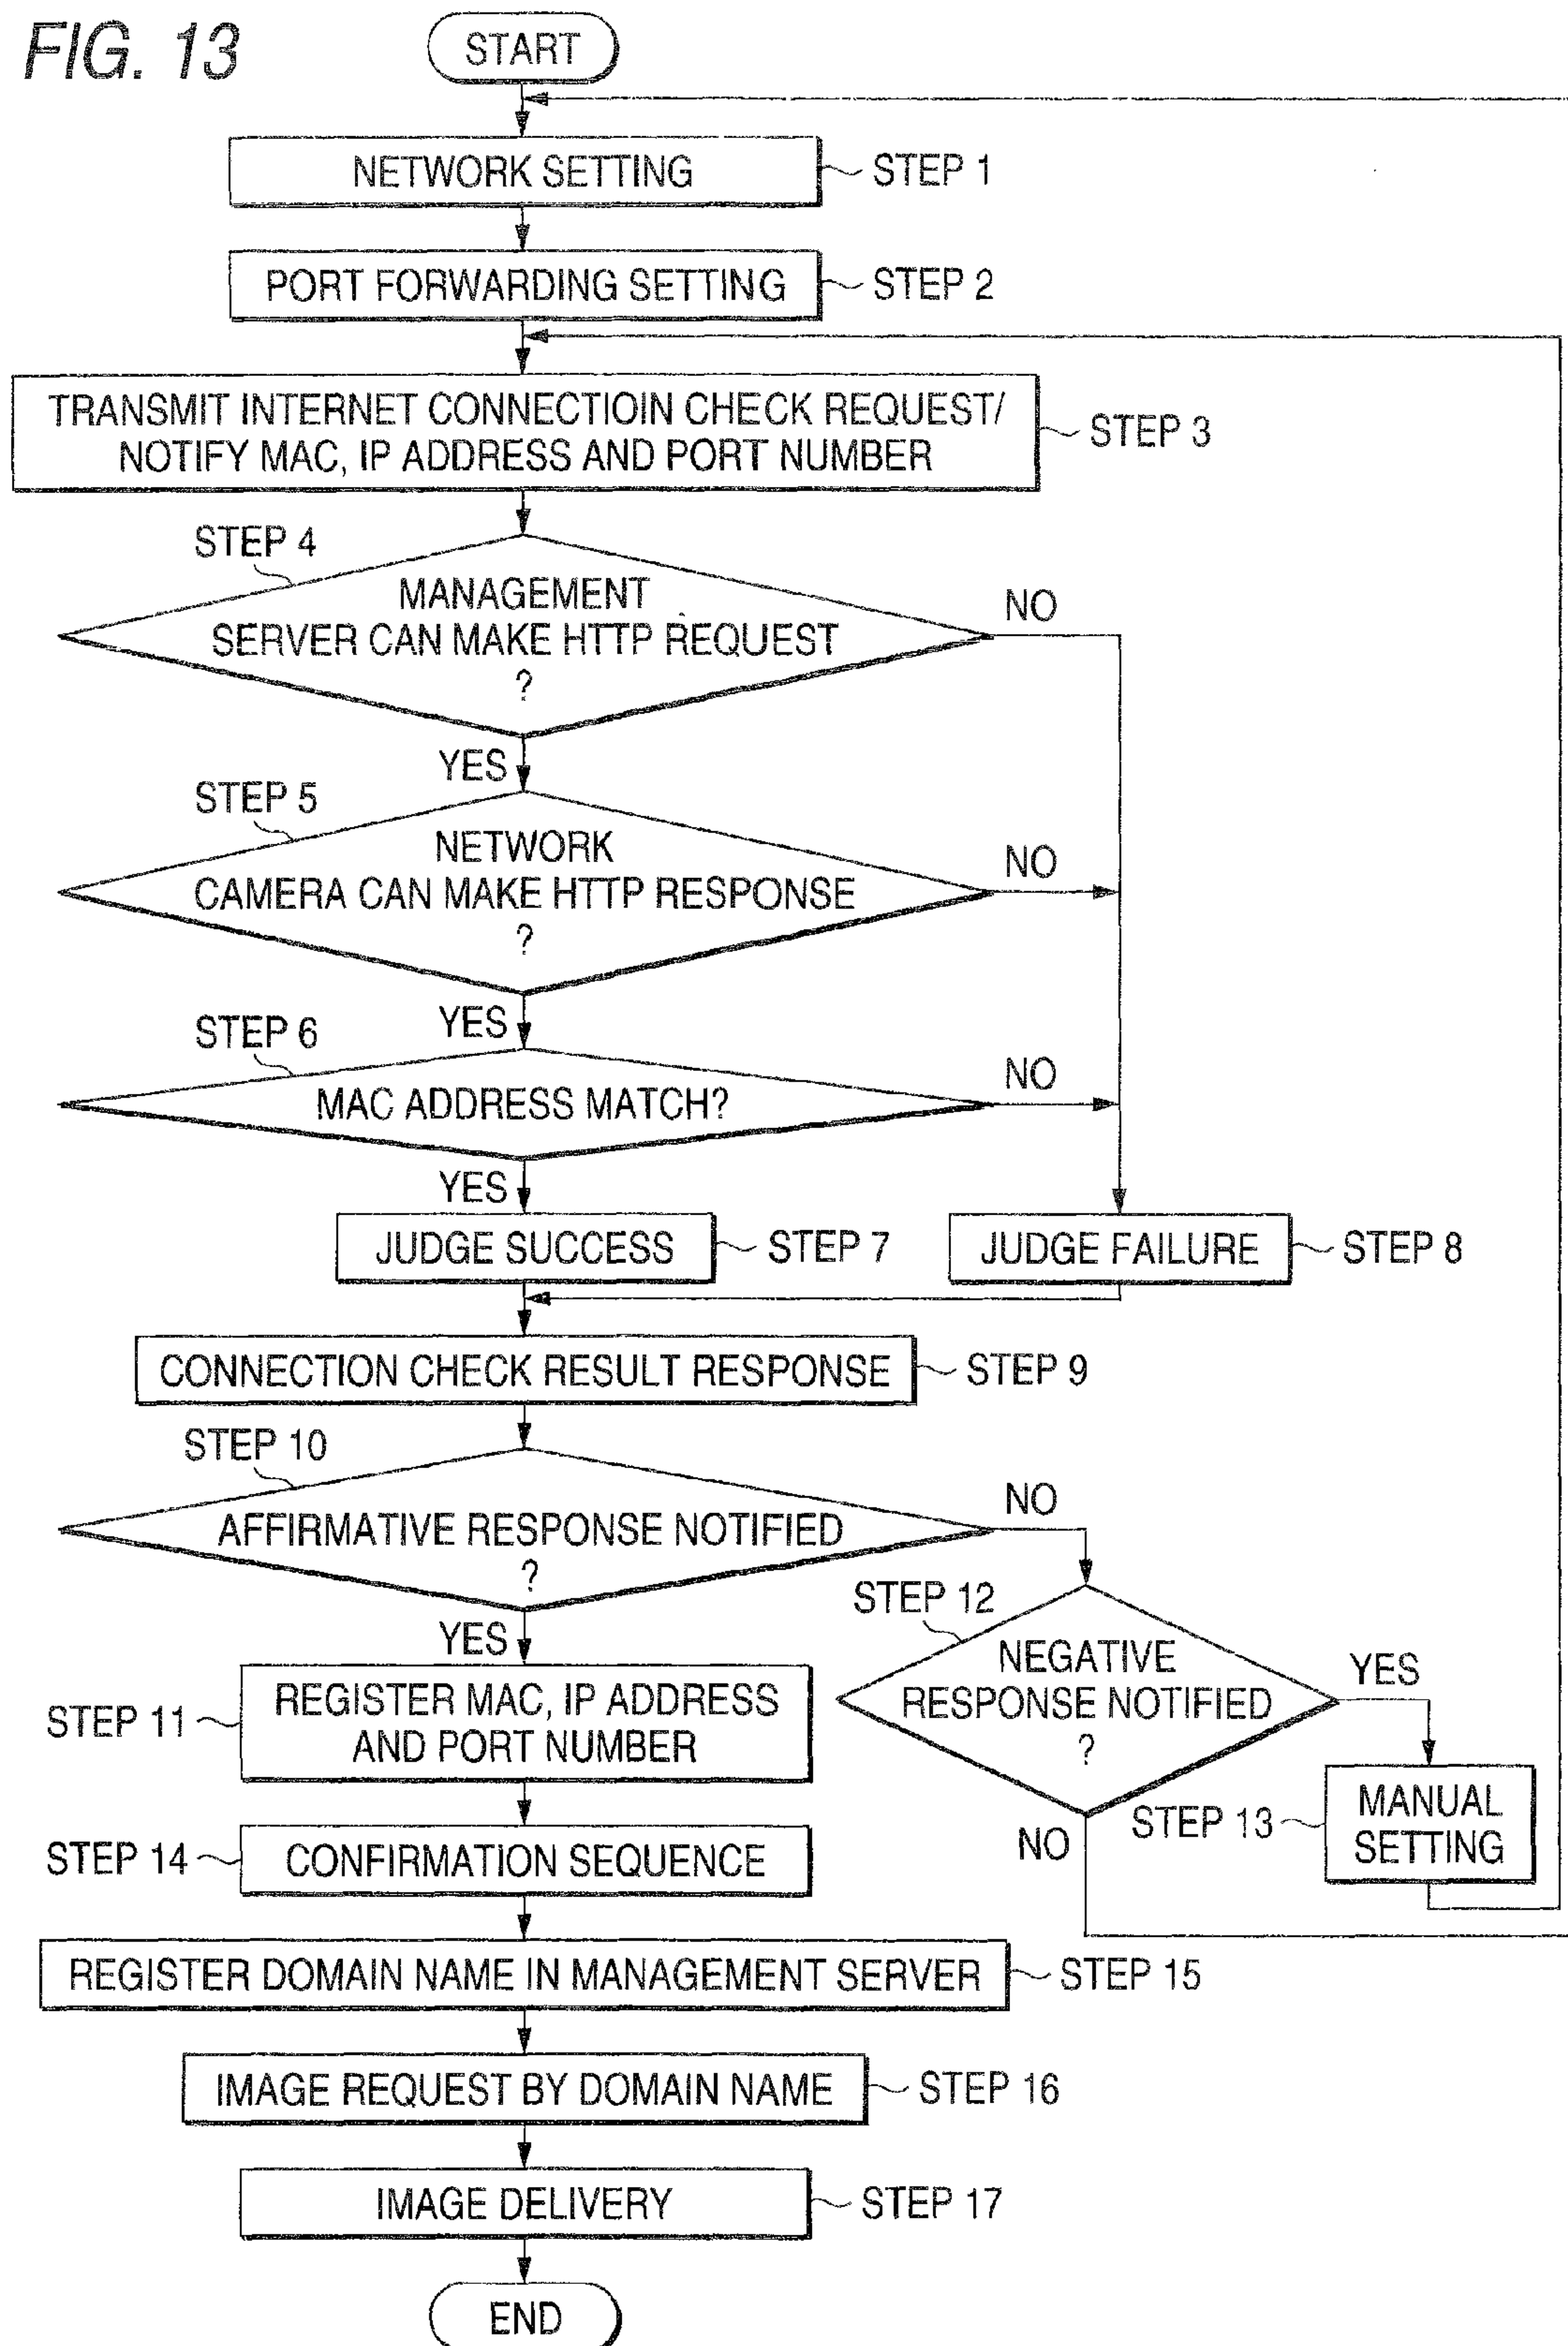 FIG. 13
START
NETWORK SETTING
STEP 1
PORT FORWARDING SETTING
STEP 2
TRANSMIT INTERNET CONNECTIOIN CHECK REQUEST/
NOTIFY MAC, IP ADDRESS AND PORT NUMBER
STEP 3
STEP 4
MANAGEMENT
SERVER CAN MAKE HTTP REQUEST
?
NO
YES
STEP 5
NETWORK
CAMERA CAN MAKE HTTP RESPONSE
?
NO
YES
STEP 6
MAC ADDRESS MATCH?
NO
YES
JUDGE SUCCESS
STEP 7
JUDGE FAILURE
STEP 8
CONNECTION CHECK RESULT RESPONSE
STEP 9
STEP 10
AFFIRMATIVE RESPONSE NOTIFIED
?
NO
YES
STEP 12
NEGATIVE
RESPONSE NOTIFIED
?
YES
NO
STEP 11
REGISTER MAC, IP ADDRESS
AND PORT NUMBER
STEP 13
MANUAL
SETTING
STEP 14
CONFIRMATION SEQUENCE
REGISTER DOMAIN NAME IN MANAGEMENT SERVER
STEP 15
IMAGE REQUEST BY DOMAIN NAME
STEP 16
IMAGE DELIVERY
STEP 17
END